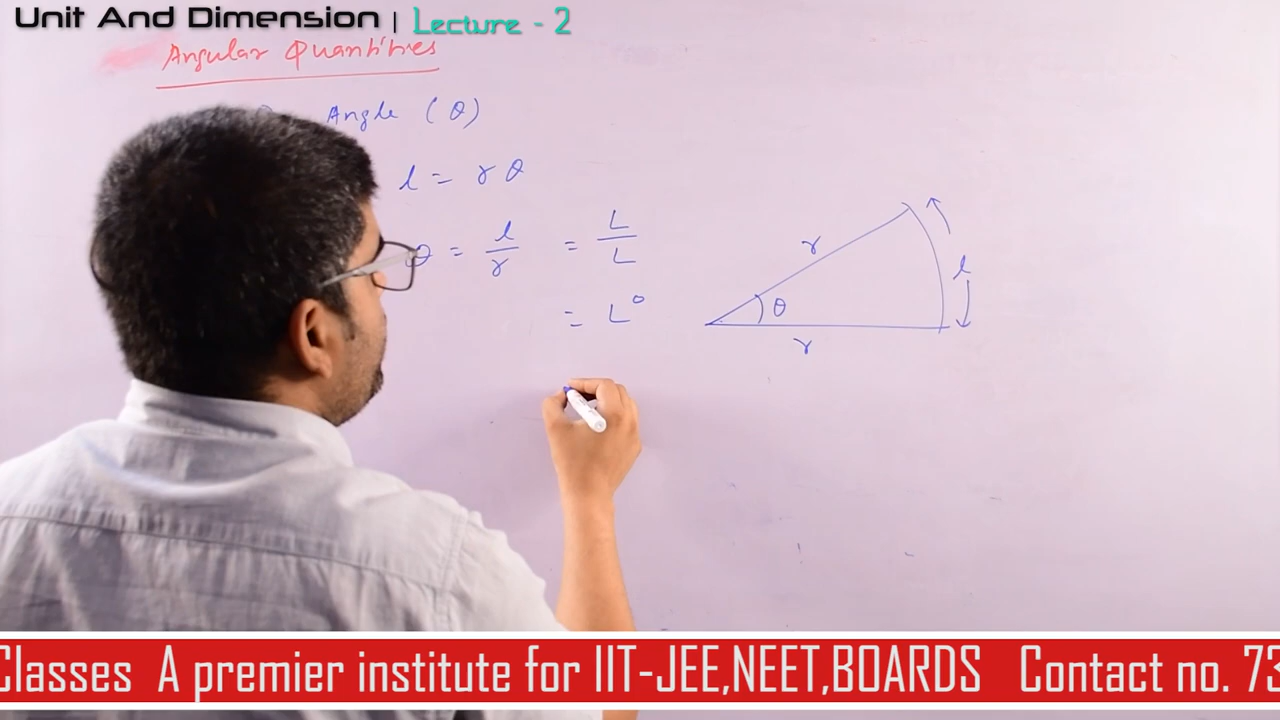 Unit And Dimension | Lecture - 2
Angular Quantities
Angle (θ)
l = r θ
θ = l/r = L/L
= L⁰
r
θ
r
l
Classes A premier institute for IIT-JEE,NEET,BOARDS Contact no. 73